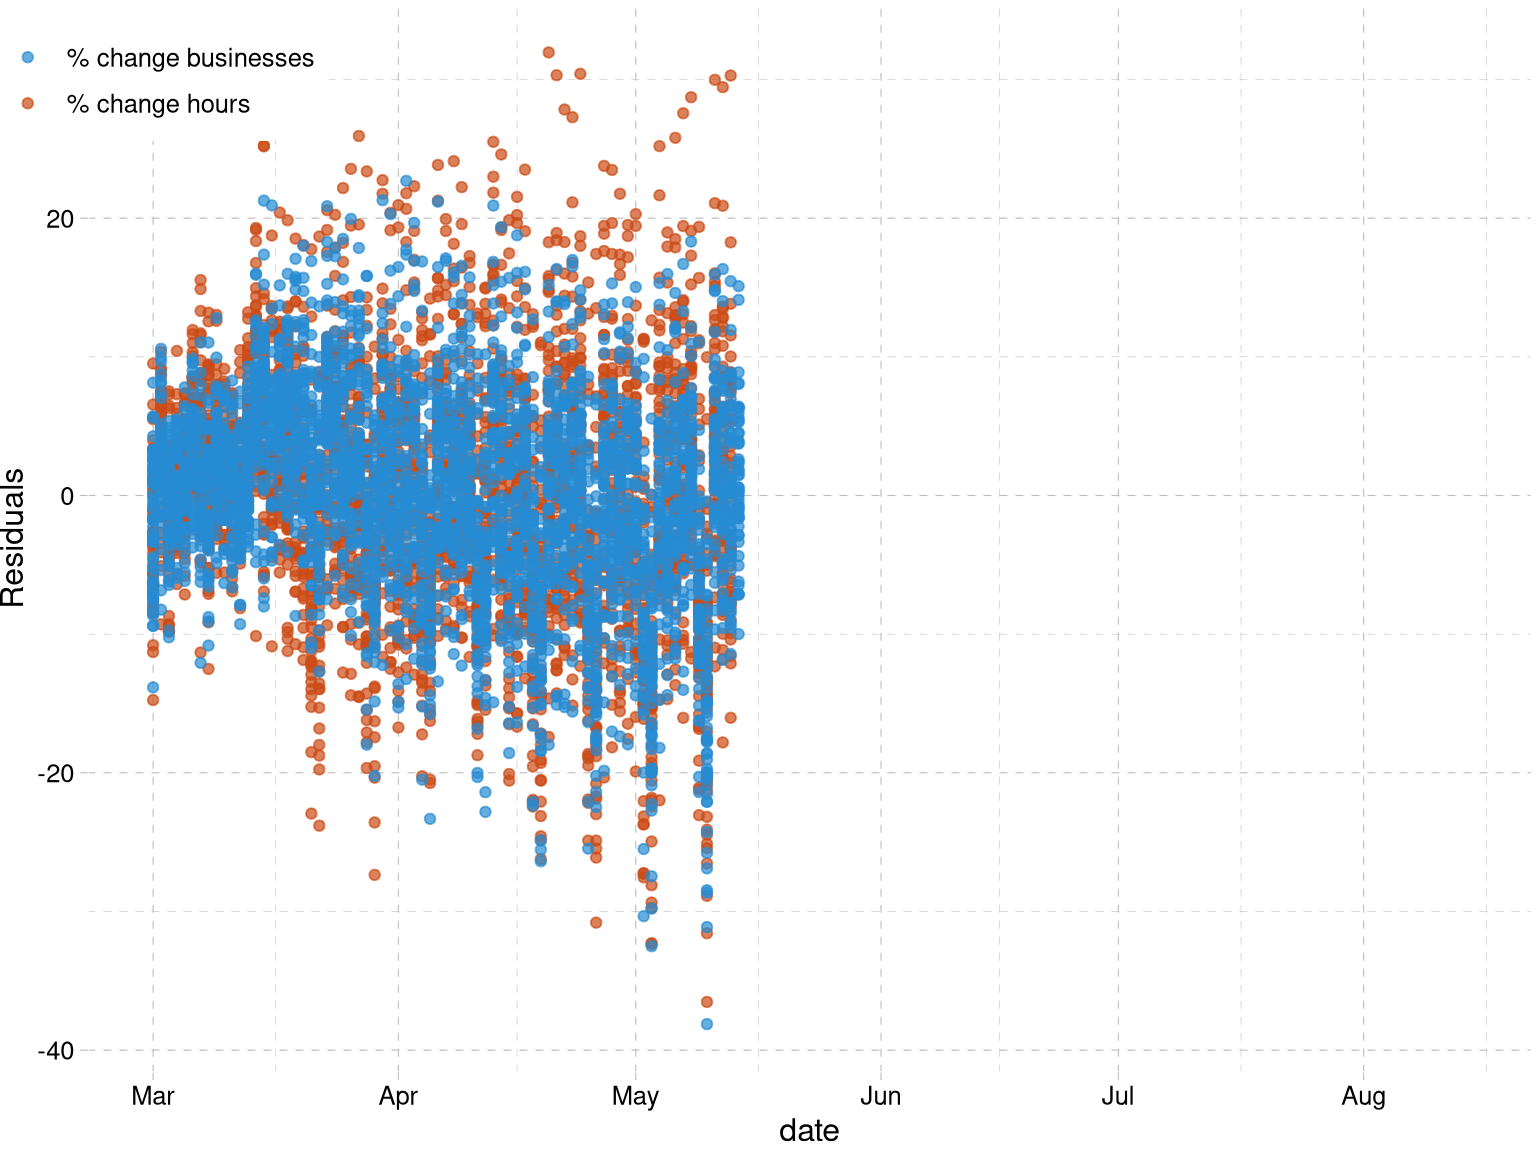 % change businesses
% change hours
20
0
-20
-40
Residuals
Mar Apr May Jun Jul Aug
date